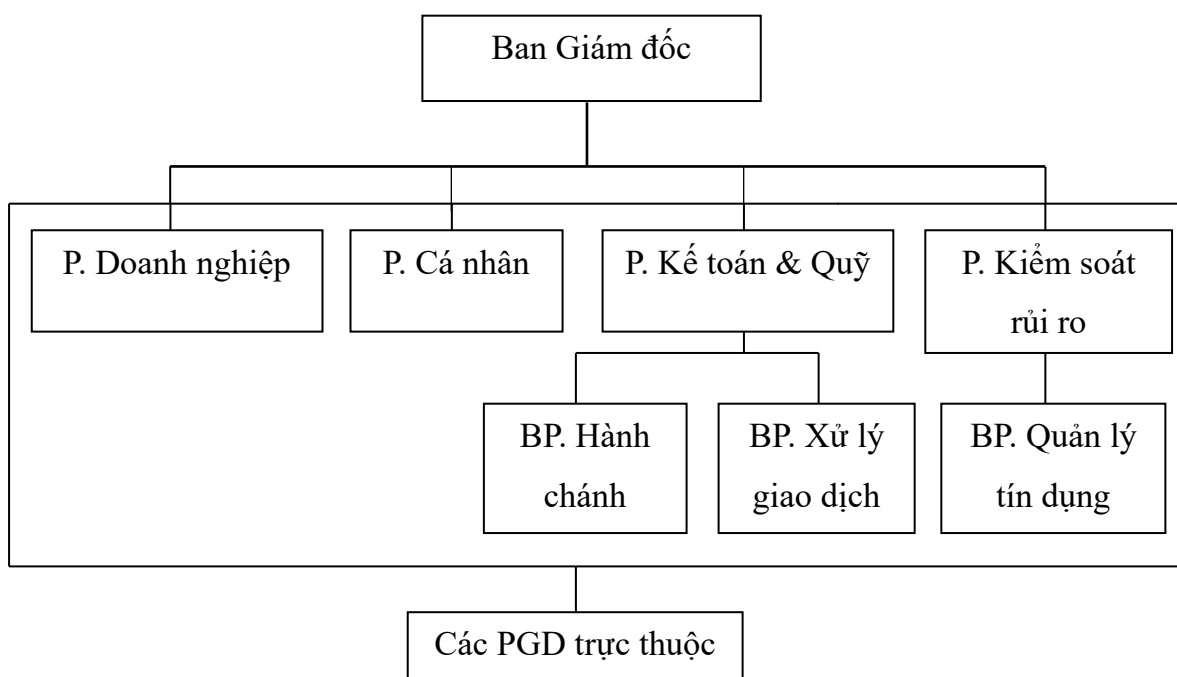 Ban Giám đốc
P. Doanh nghiệp
P. Cá nhân
P. Kế toán & Quỹ
P. Kiểm soát
rủi ro
BP. Hành
chánh
BP. Xử lý
giao dịch
BP. Quản lý
tín dụng
Các PGD trực thuộc